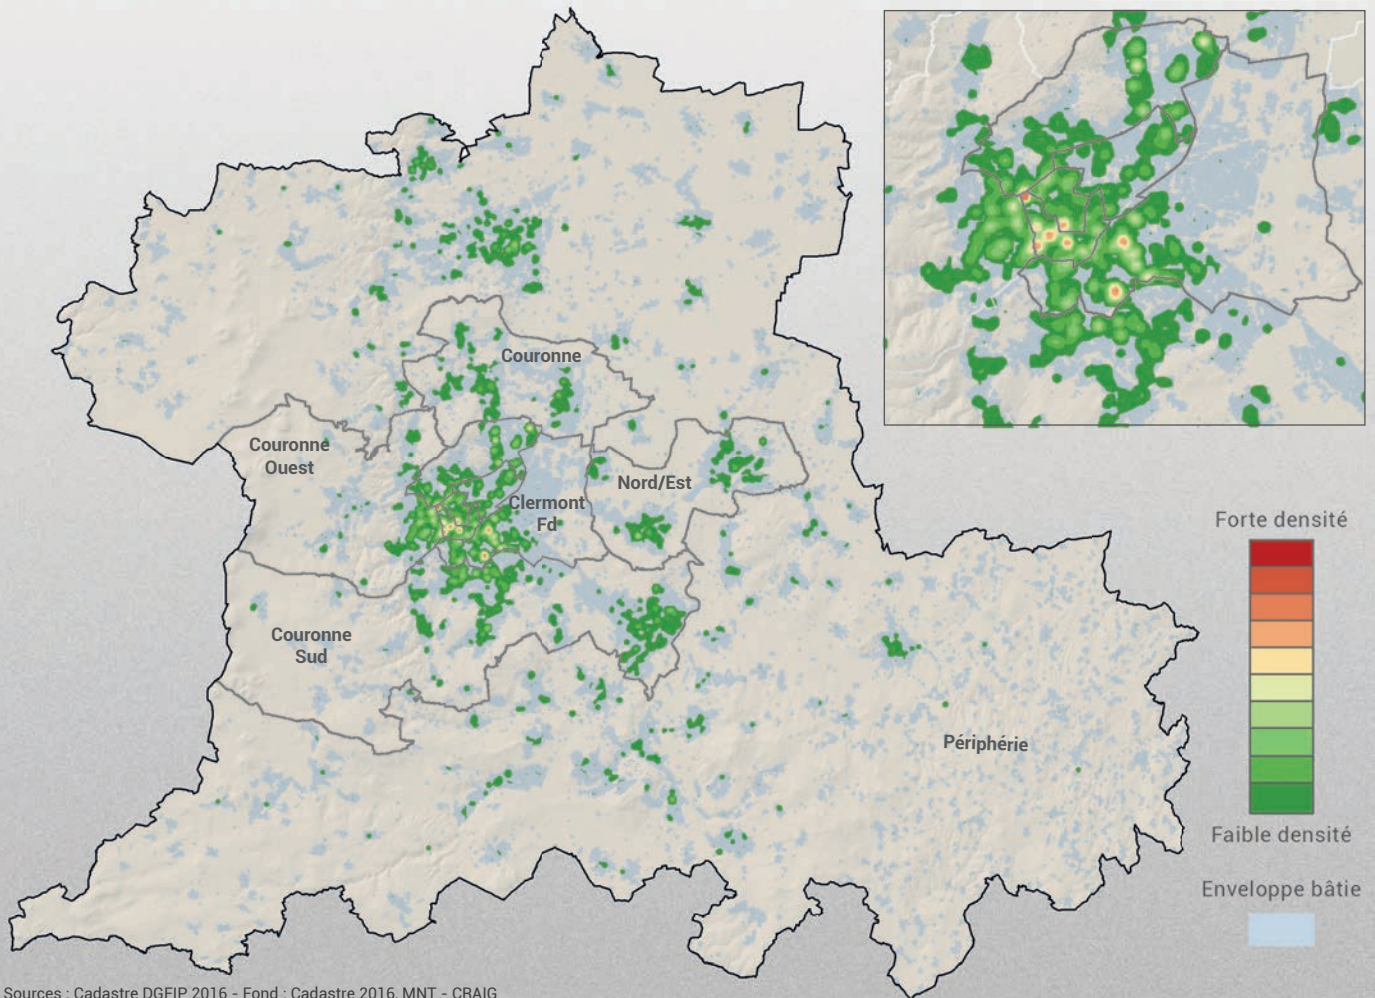 Couronne
Couronne
Ouest
Nord/Est
Clermont
Fd
Couronne
Sud
Périphérie
Forte densité
Faible densité
Enveloppe bâtie
Sources : Cadastre DGFIP 2016 - Fond : Cadastre 2016, MNT - CRAIG